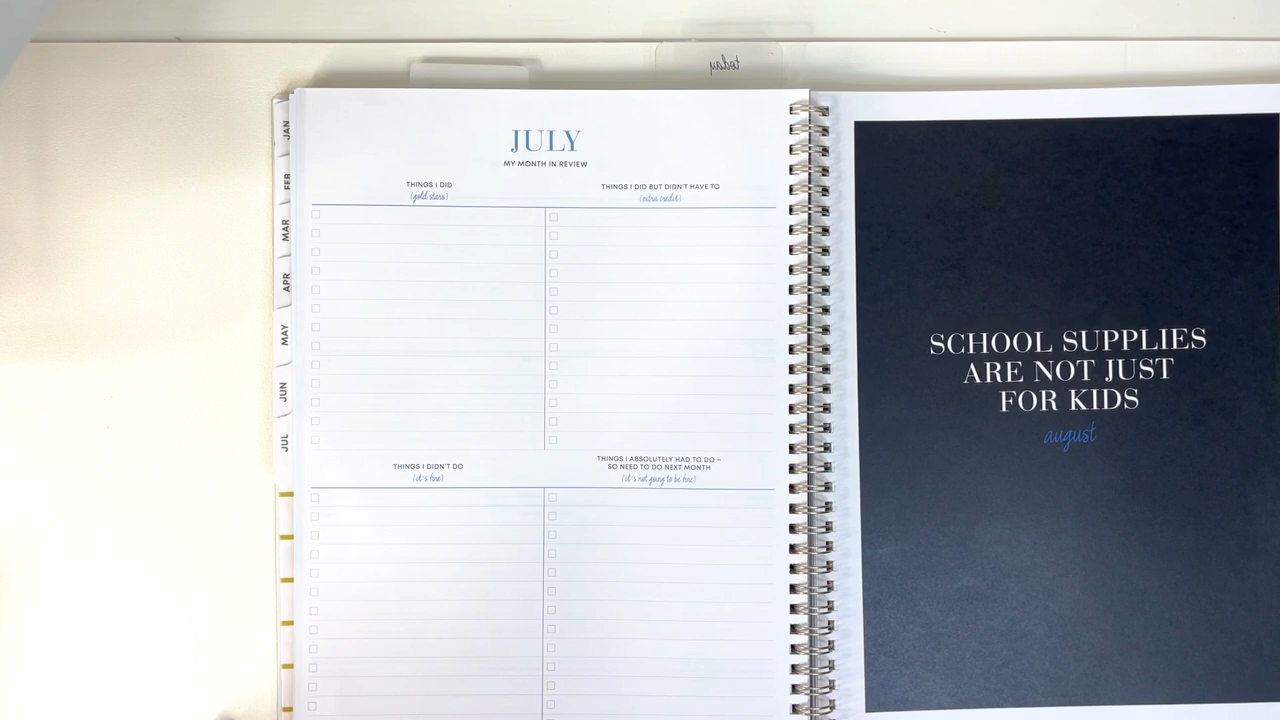 today
JAN
FEB
MAR
APR
MAY
JUN
JUL
JULY
MY MONTH IN REVIEW
THINGS I DID
(gold stars)
THINGS I DID BUT DIDN'T HAVE TO
(extra credit)
THINGS I DIDN'T DO
(it's fine)
THINGS I ABSOLUTELY HAD TO DO –
SO NEED TO DO NEXT MONTH
(it's not going to be fine)
SCHOOL SUPPLIES
ARE NOT JUST
FOR KIDS
august